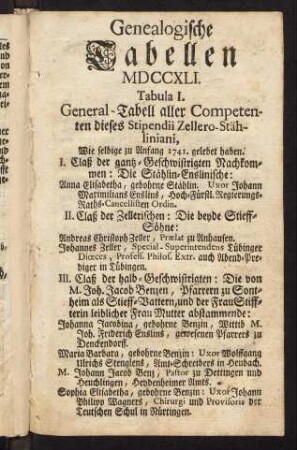 Genealogische
Tabellen
MDCCXLI.
Tabula I.
General-Tabell aller Competen-
ten dieses Stipendii Zellero-Stäh-
liniani,
Wie selbige zu Anfang 1741. gelebet haben.
I. Claß der gantz-Geschwistrigten Nachkom-
men: Die Stählin-Enslinische:
Anna Elisabetha, gebohrne Stählin. Uxor Johann
Maximilians Enslins, Hoch-Fürstl. Regierungs-
Raths-Cancellisten Ordin.
II. Claß der Zellerischen: Die beyde Stieff-
Söhne:
Andreas Christoph Zeller, Prælat zu Anhausen.
Johannes Zeller, Special-Superintendens Tübinger
Diœces, Profess. Philos. Extr. auch Abend-Pre-
diger in Tübingen.
III. Claß der halb-Geschwistrigten: Die von
M. Joh. Jacob Bentzen, Pfarrern zu Sont-
heim als Stieff-Vattern, und der Frau Stiff-
terin leiblicher Frau Mutter abstammende:
Johanna Jacobina, gebohrne Benzin, Wittib M.
Joh. Friderich Enslins, gewesenen Pfarrers zu
Denckendorff.
Maria Barbara, gebohrne Benzin: Uxor Wolffgang
Ulrichs Stenglens, Amt-Schreibers in Heubach.
M. Johann Jacob Benz, Pastor zu Dettingen und
Heuchlingen, Heydenheimer Amts.
Sophia Elisabetha, gebohrne Benzin: Uxor Johann
Philipp Wagners, Chirurgi und Provisoris der
Teutschen Schul in Nürtingen.